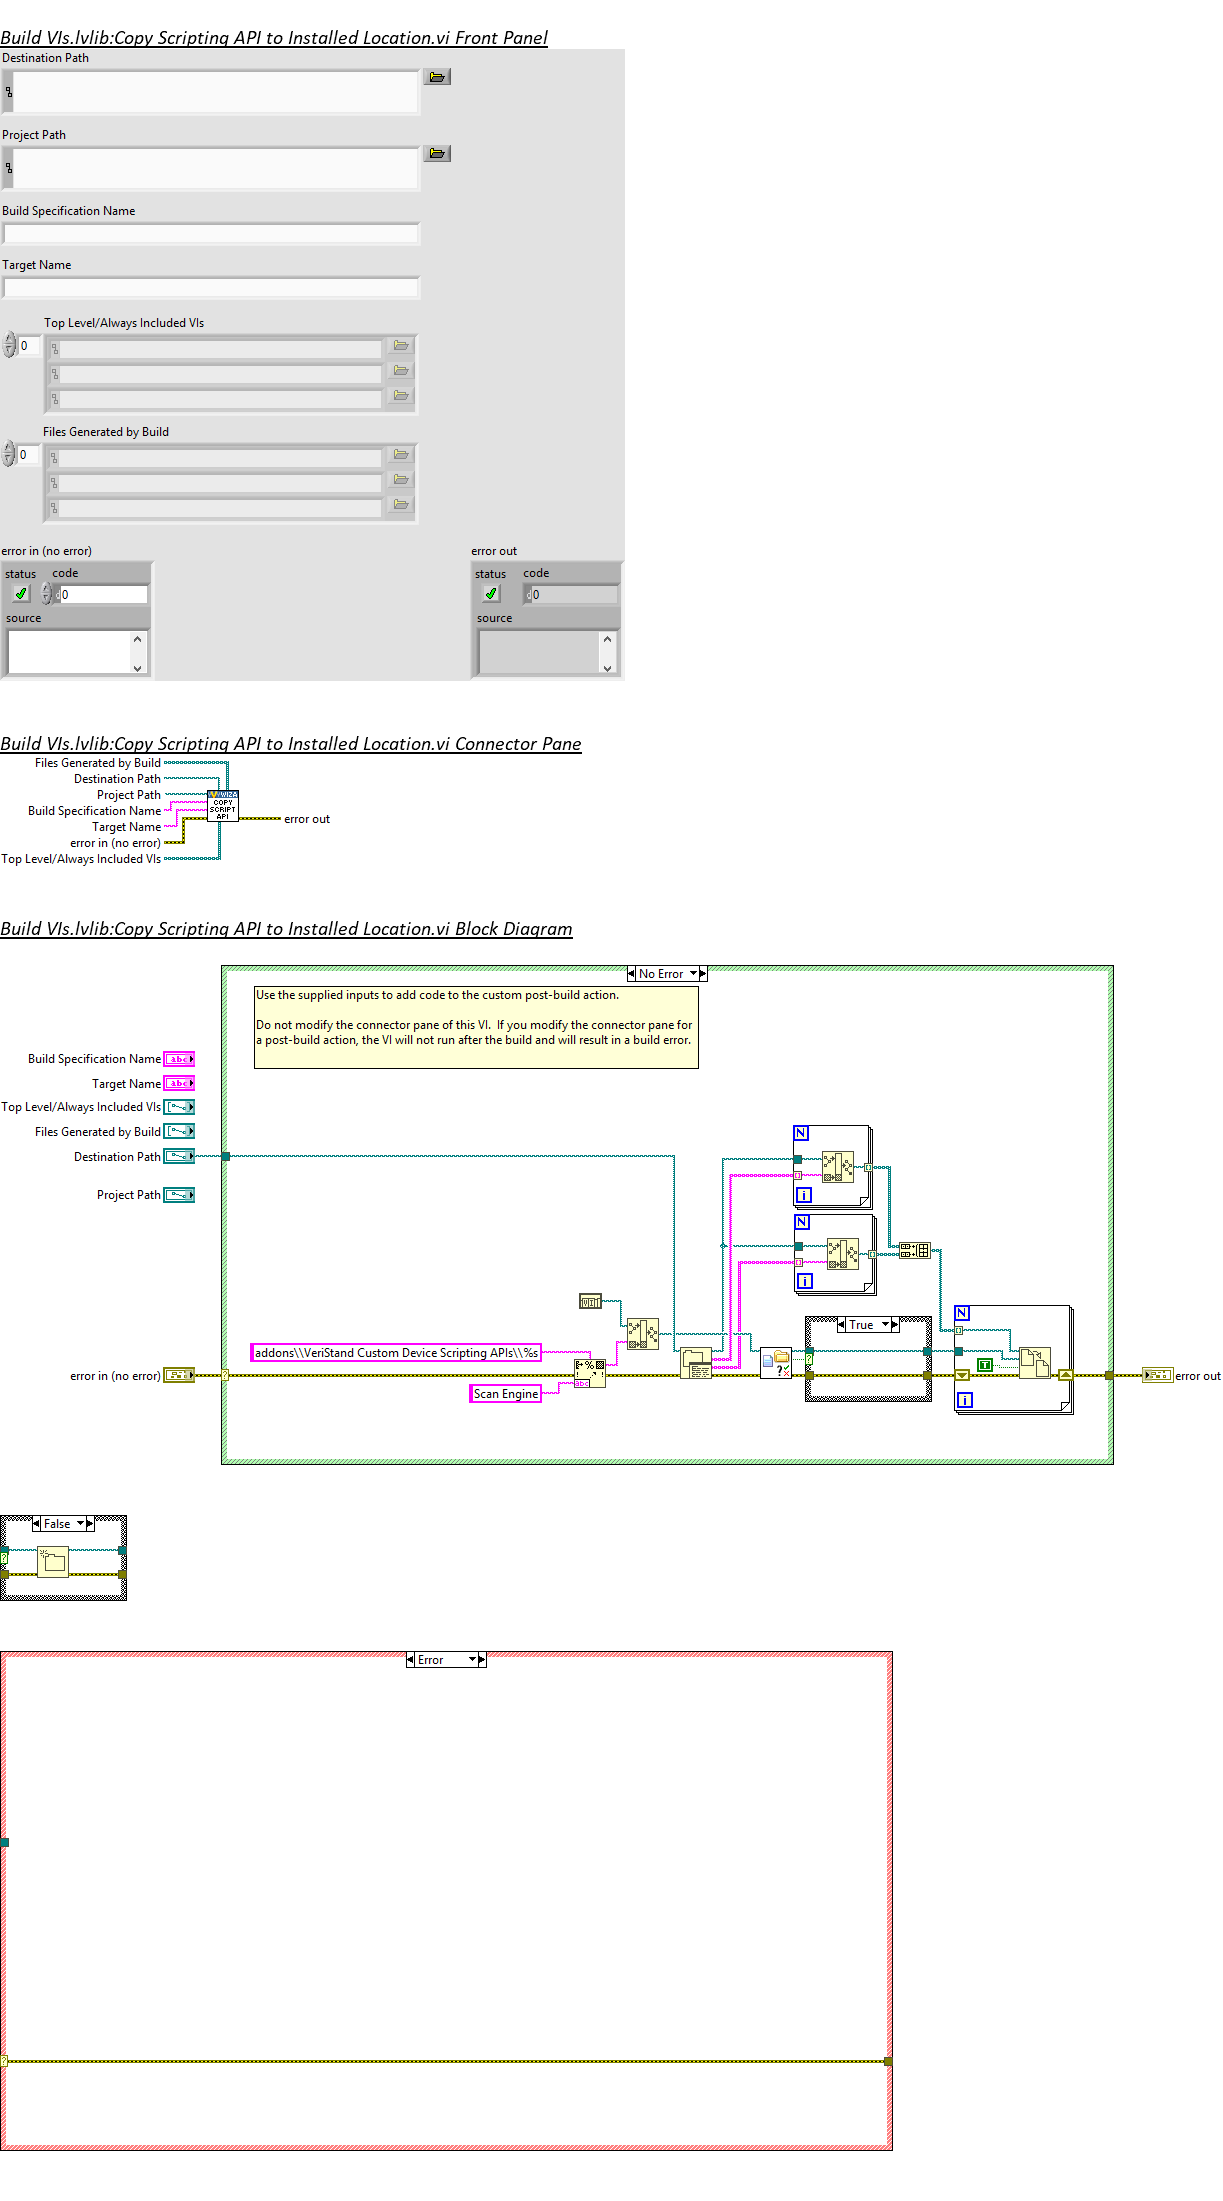 Build VIs.lvlib:Copy Scripting API to Installed Location.vi Front Panel
Destination Path
Project Path
Build Specification Name
Target Name
Top Level/Always Included VIs
0
Files Generated by Build
0
error in (no error)
status code
d 0
source
error out
status code
d 0
source
Build VIs.lvlib:Copy Scripting API to Installed Location.vi Connector Pane
Files Generated by Build
Destination Path
Project Path
Build Specification Name
Target Name
error in (no error)
Top Level/Always Included VIs
COPY
SCRIPT
API
error out
Build VIs.lvlib:Copy Scripting API to Installed Location.vi Block Diagram
No Error
Use the supplied inputs to add code to the custom post-build action.
Do not modify the connector pane of this VI.  If you modify the connector pane for
a post-build action, the VI will not run after the build and will result in a build error.
Build Specification Name
abc
Target Name
abc
Top Level/Always Included VIs
Files Generated by Build
Destination Path
Project Path
N
i
N
i
VI
addons\\VeriStand Custom Device Scripting APIs\\%s
Scan Engine
abc
True
N
T
i
error in (no error)
error out
False
Error